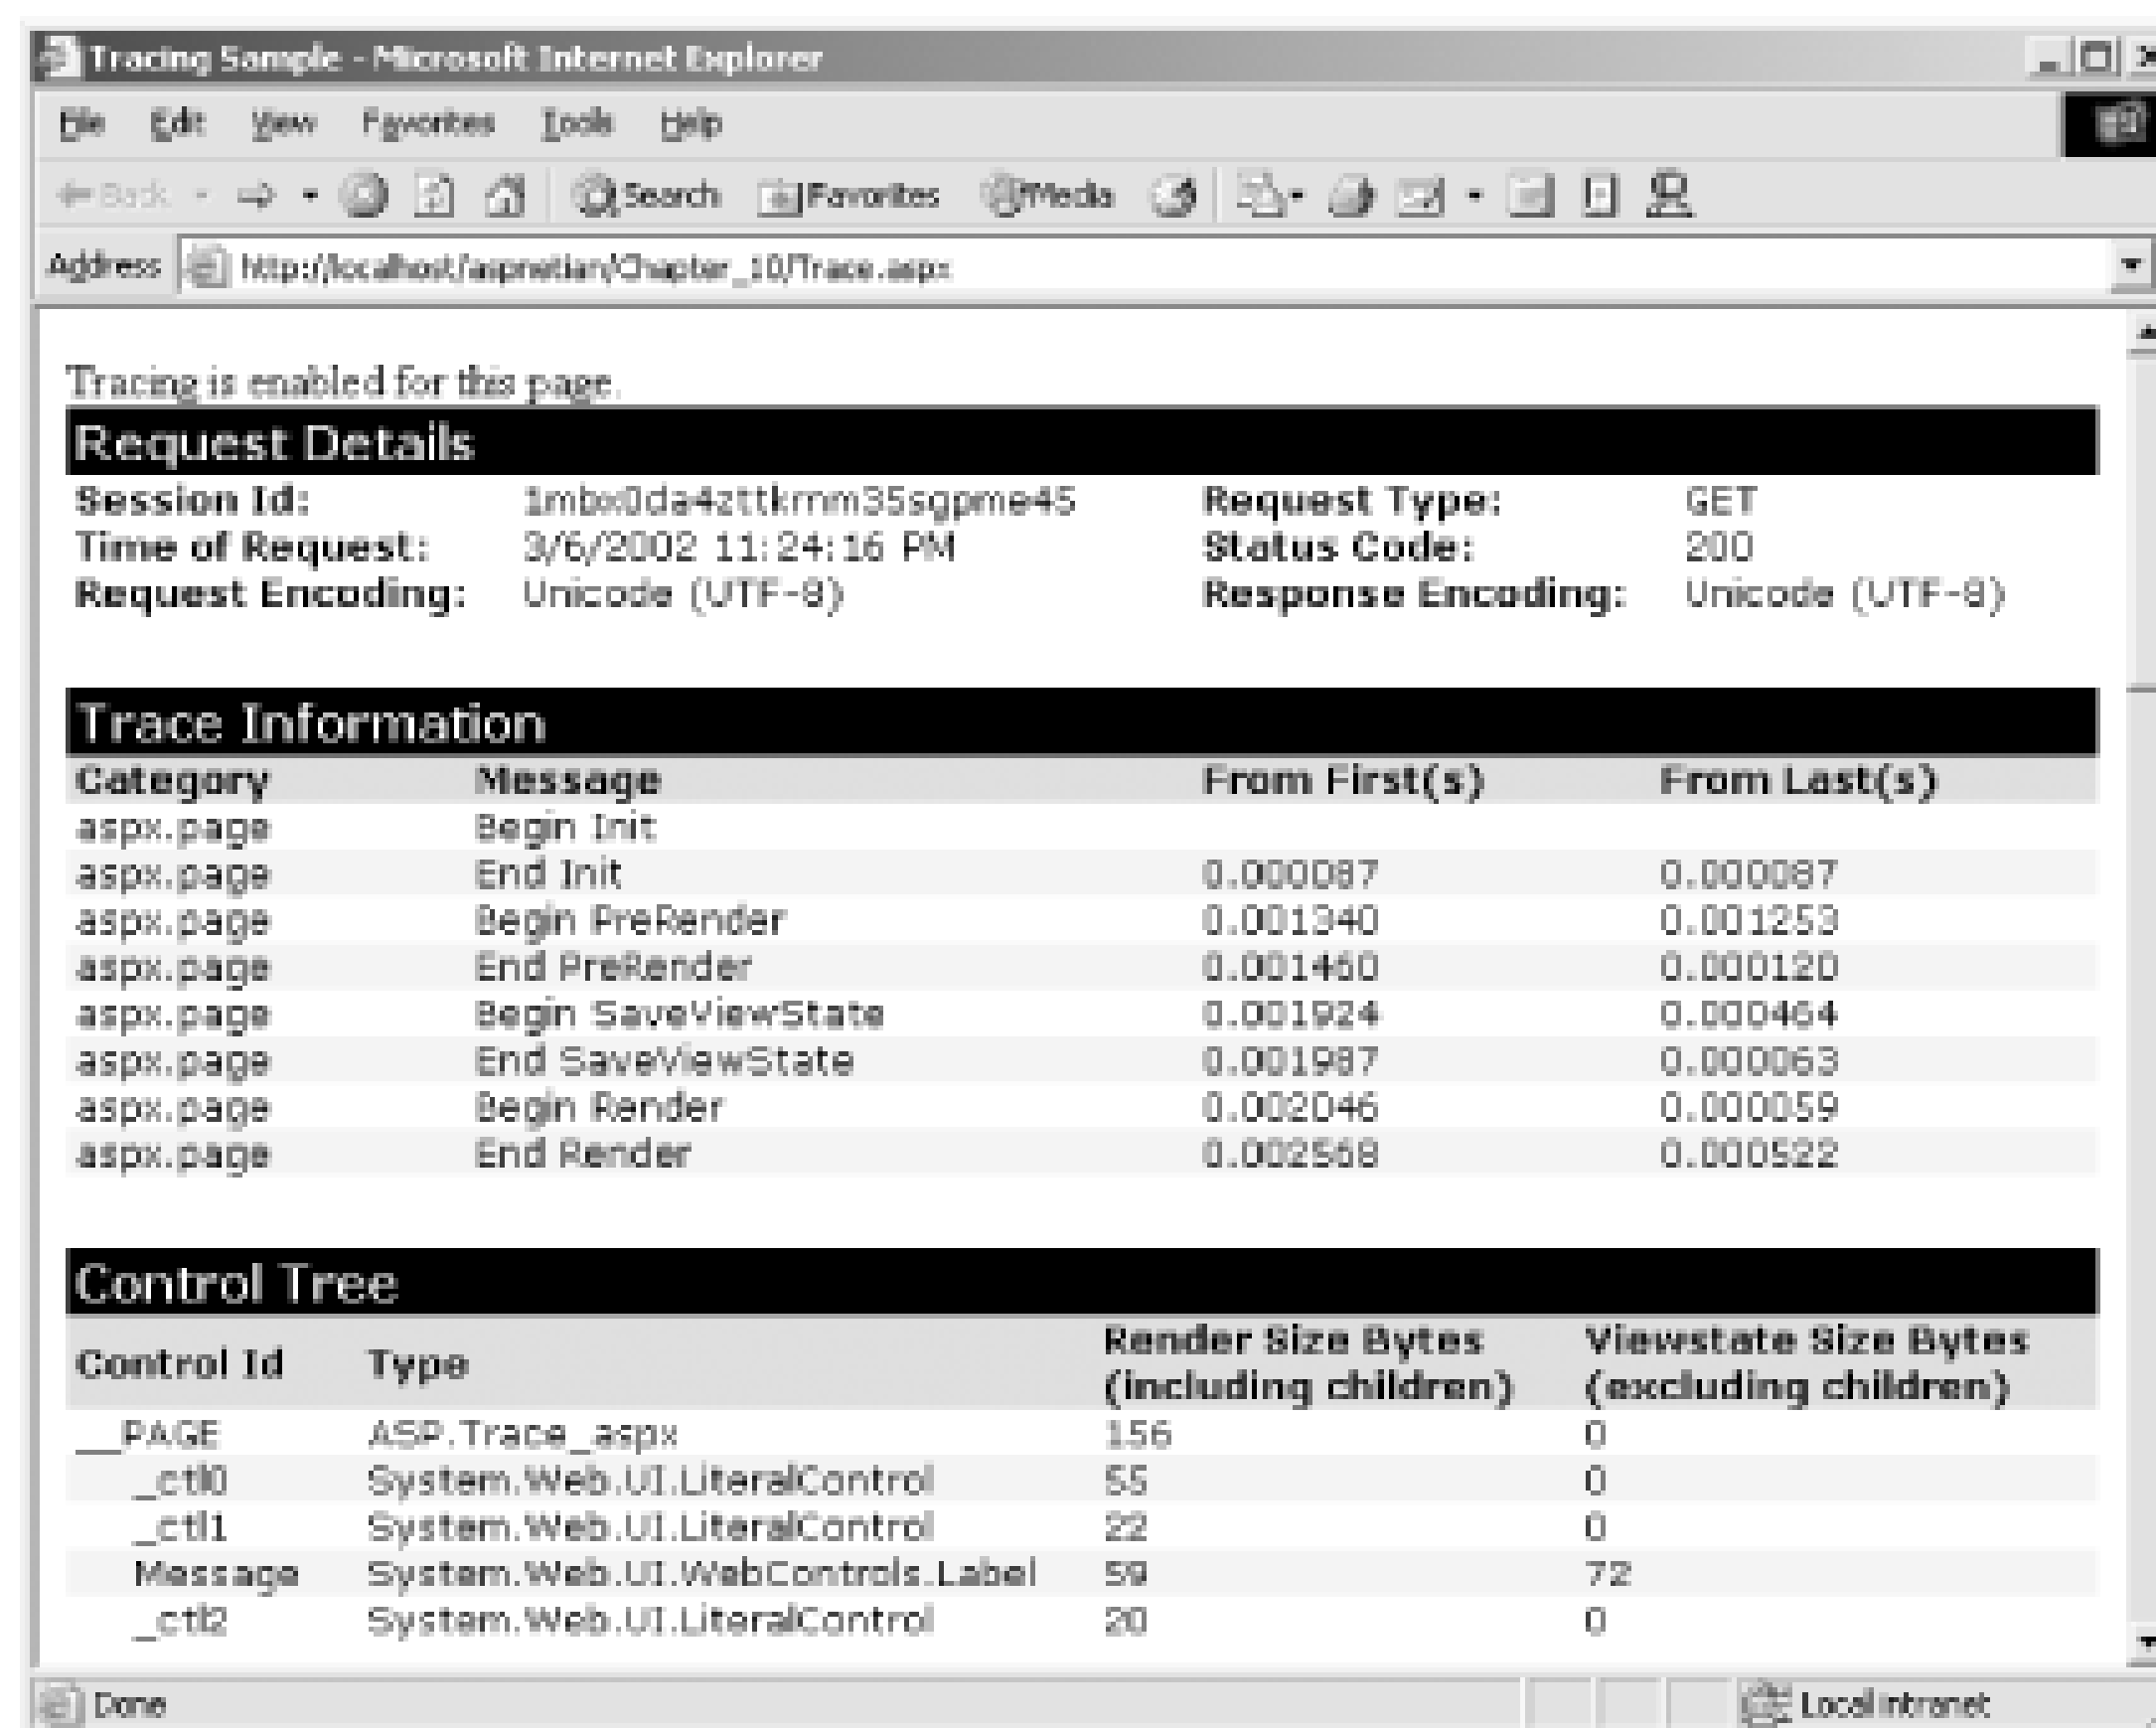 Tracing Sample - Microsoft Internet Explorer
File Edit View Favorites Tools Help
Back Search Favorites Media
Address http://localhost/aspnetian/Chapter_10/Trace.aspx
Tracing is enabled for this page.
Request Details
Session Id: 1mbx0da4zttkrnm35sgpme45 Request Type: GET
Time of Request: 3/6/2002 11:24:16 PM Status Code: 200
Request Encoding: Unicode (UTF-8) Response Encoding: Unicode (UTF-8)
Trace Information
Category Message From First(s) From Last(s)
aspx.page Begin Init
aspx.page End Init 0.000087 0.000087
aspx.page Begin PreRender 0.001340 0.001253
aspx.page End PreRender 0.001460 0.000120
aspx.page Begin SaveViewState 0.001924 0.000464
aspx.page End SaveViewState 0.001987 0.000063
aspx.page Begin Render 0.002046 0.000059
aspx.page End Render 0.002568 0.000522
Control Tree
Control Id Type Render Size Bytes (including children) Viewstate Size Bytes (excluding children)
__PAGE ASP.Trace_aspx 156 0
_ctl0 System.Web.UI.LiteralControl 55 0
_ctl1 System.Web.UI.LiteralControl 22 0
Message System.Web.UI.WebControls.Label 59 72
_ctl2 System.Web.UI.LiteralControl 20 0
Done Local intranet